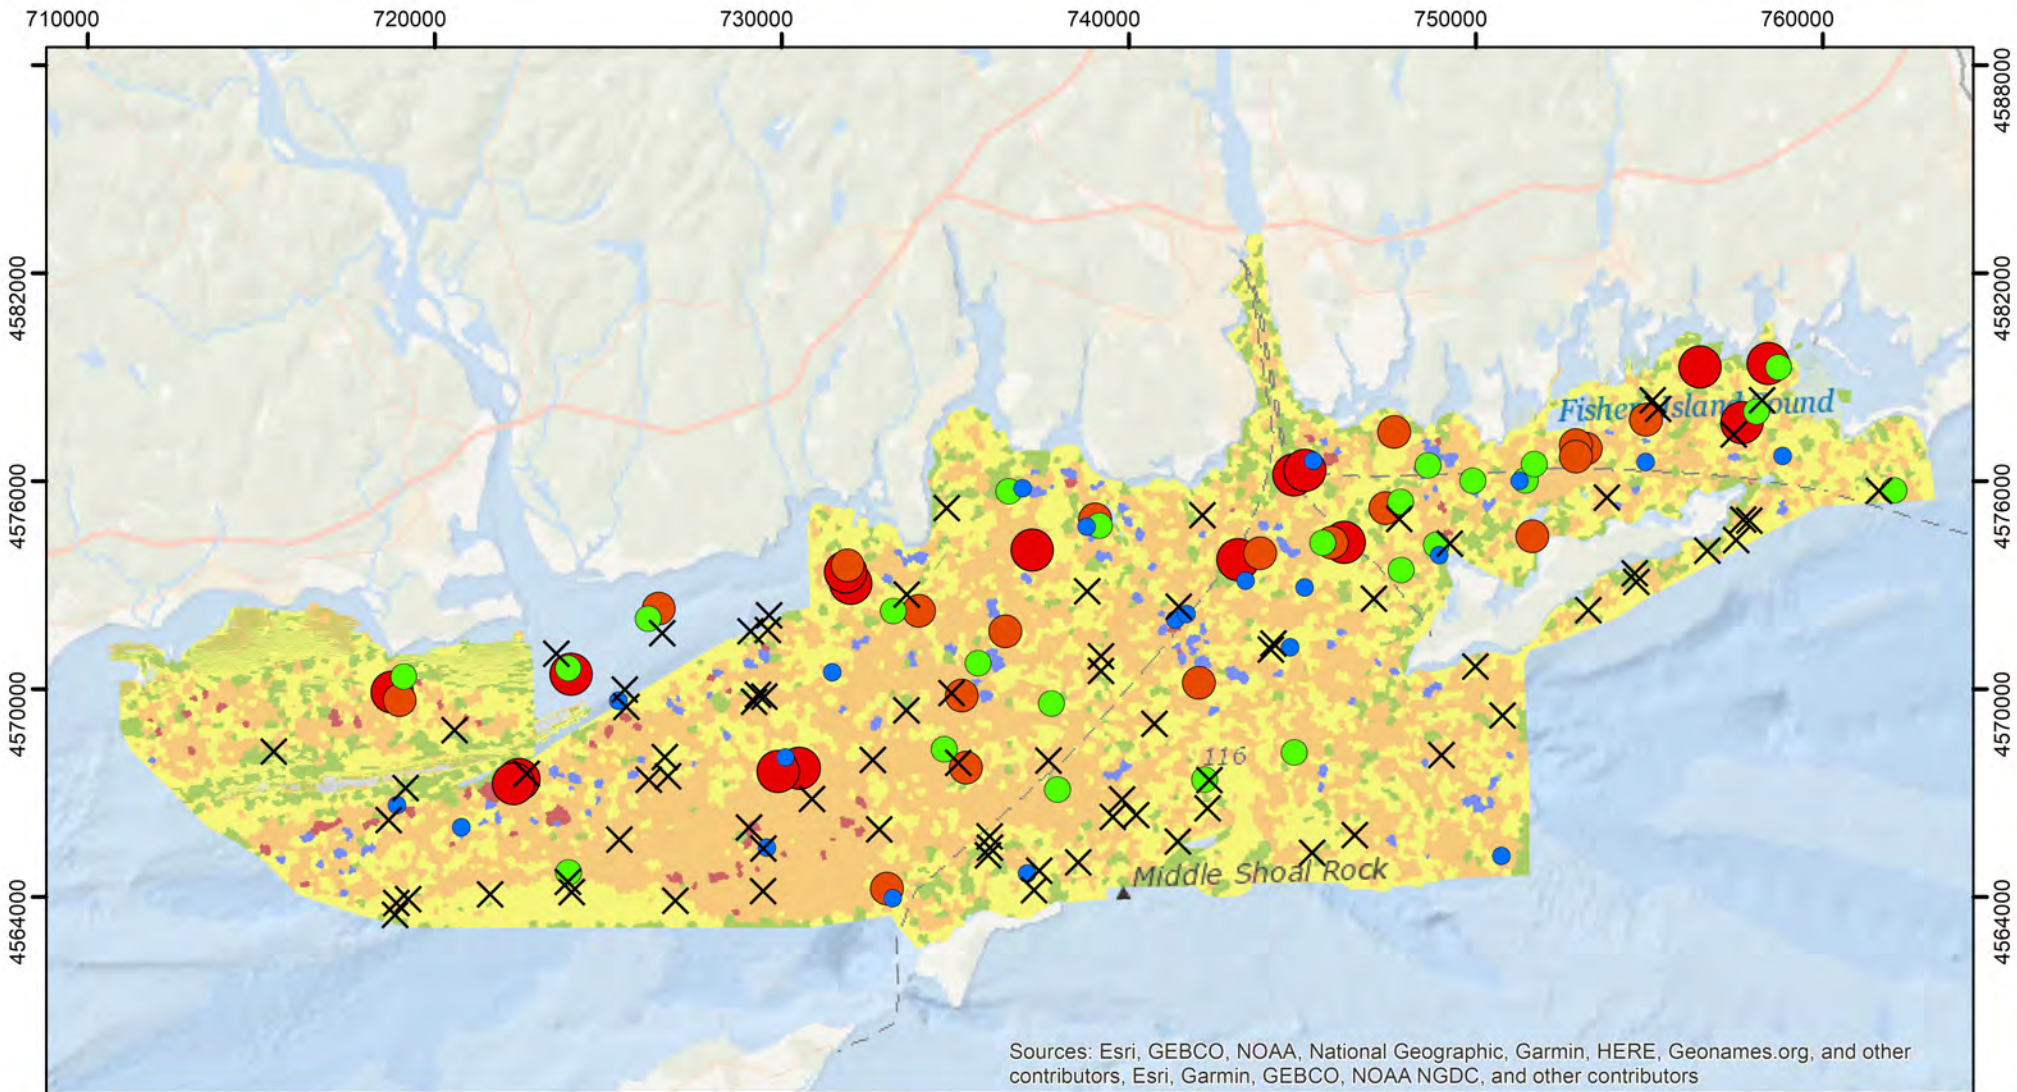 710000 720000 730000 740000 750000 760000
4588000
4582000 4582000
Fisher Island Sound
4576000 4576000
4570000 4570000
116
Middle Shoal Rock
4564000 4564000
Sources: Esri, GEBCO, NOAA, National Geographic, Garmin, HERE, Geonames.org, and other
contributors, Esri, Garmin, GEBCO, NOAA NGDC, and other contributors